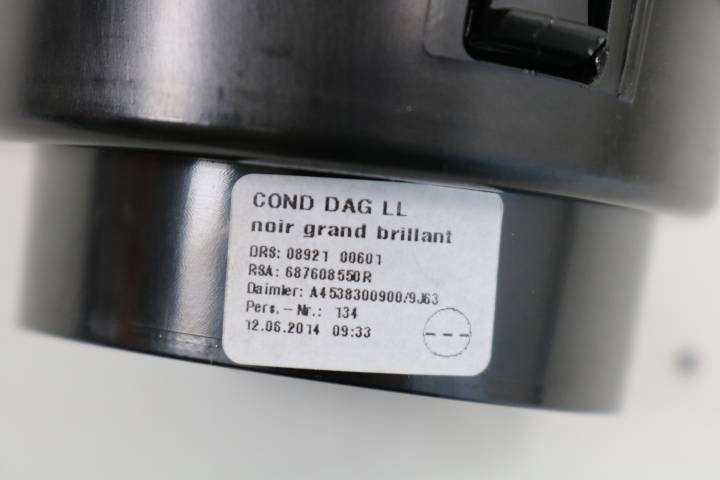 COND DAG LL
noir grand brillant
DRS: 08921 00601
RSA: 687608550R
Daimler: A4538300900/9J63
Pers.-Nr.: 134
12.06.2014 09:33